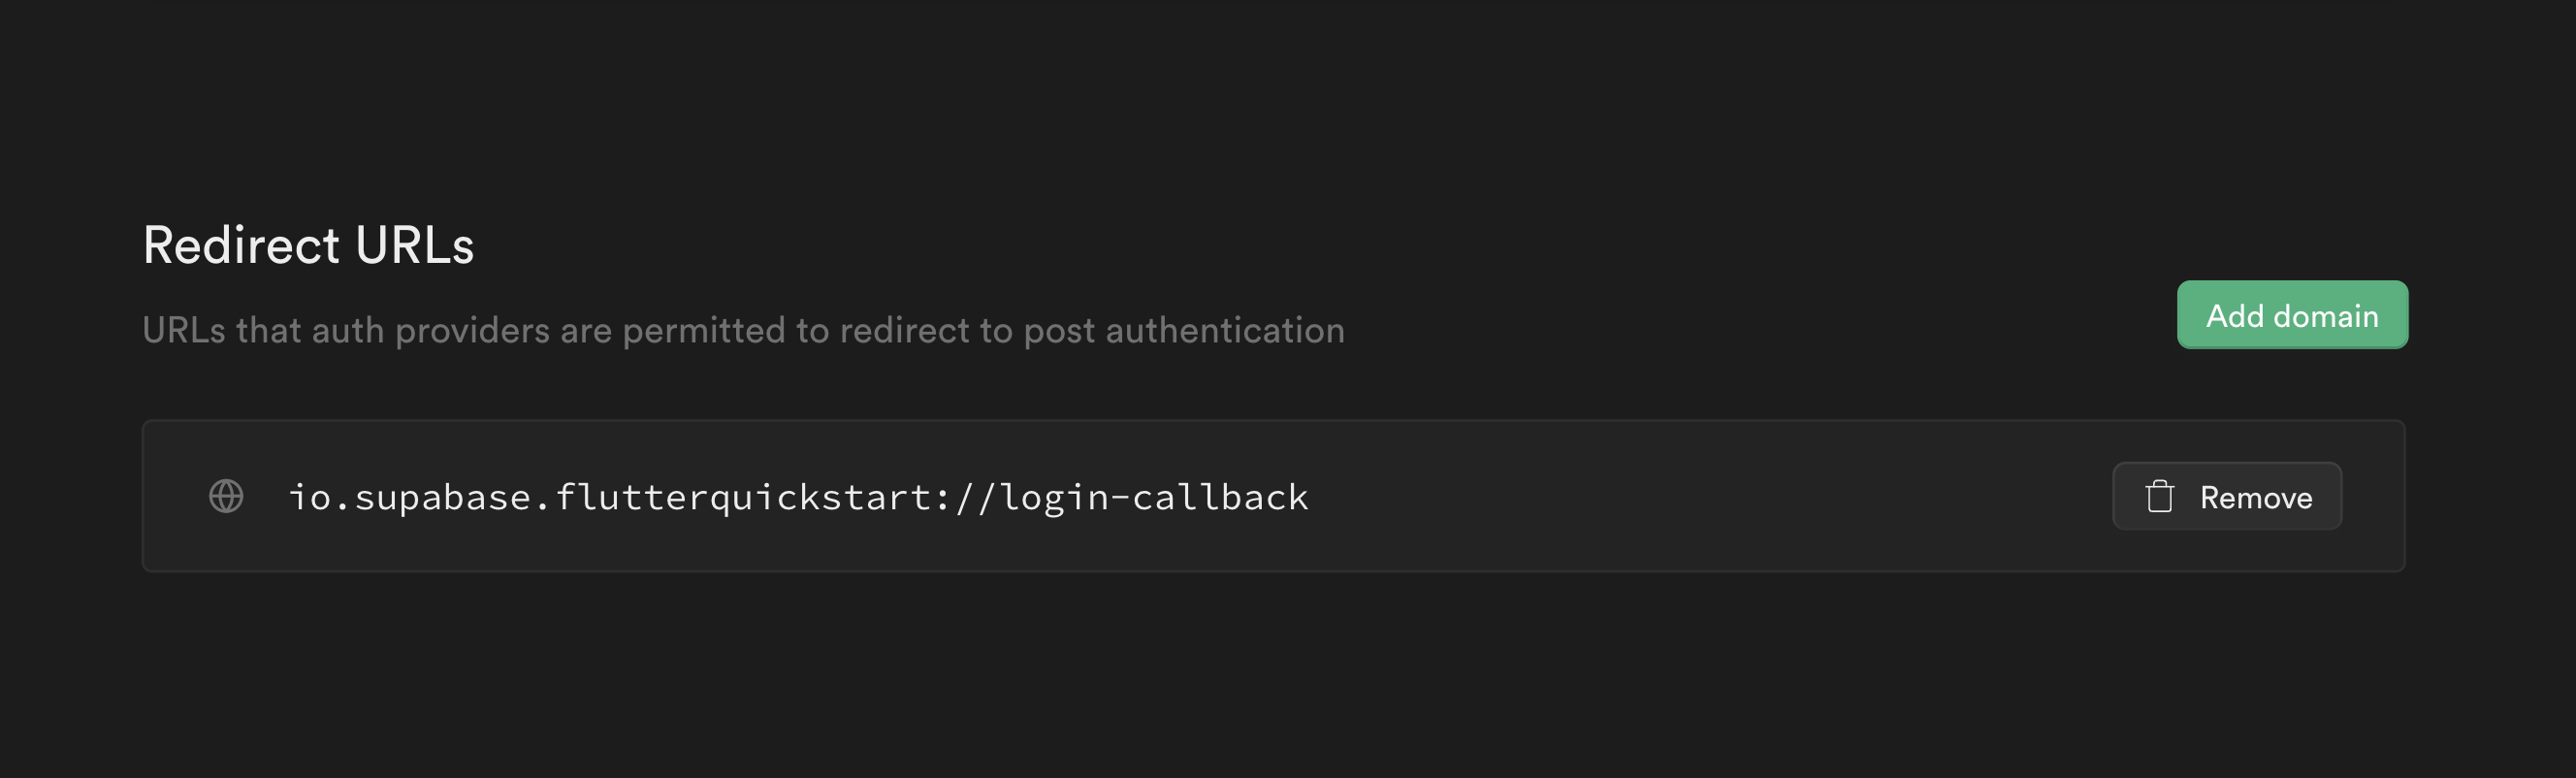 Redirect URLs
URLs that auth providers are permitted to redirect to post authentication
Add domain
io.supabase.flutterquickstart://login-callback
Remove